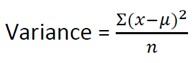 Variance = Σ(x−μ)²/n